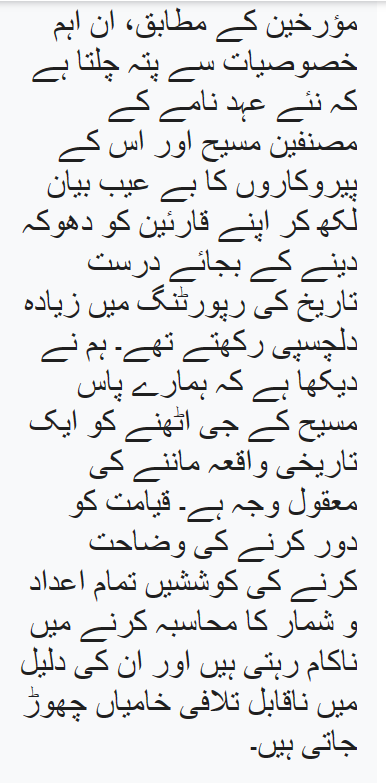 مؤرخین کے مطابق، ان اہم
خصوصیات سے پتہ چلتا ہے
کہ نئے عہد نامے کے
مصنفین مسیح اور اس کے
پیروکاروں کا بے عیب بیان
لکھ کر اپنے قارئین کو دھوکہ
دینے کے بجائے درست
تاریخ کی رپورٹنگ میں زیادہ
دلچسپی رکھتے تھے۔ ہم نے
دیکھا ہے کہ ہمارے پاس
مسیح کے جی اٹھنے کو ایک
تاریخی واقعہ ماننے کی
معقول وجہ ہے۔ قیامت کو
دور کرنے کی وضاحت
کرنے کی کوششیں تمام اعداد
و شمار کا محاسبہ کرنے میں
ناکام رہتی ہیں اور ان کی دلیل
میں ناقابل تلافی خامیاں چھوڑ
جاتی ہیں۔